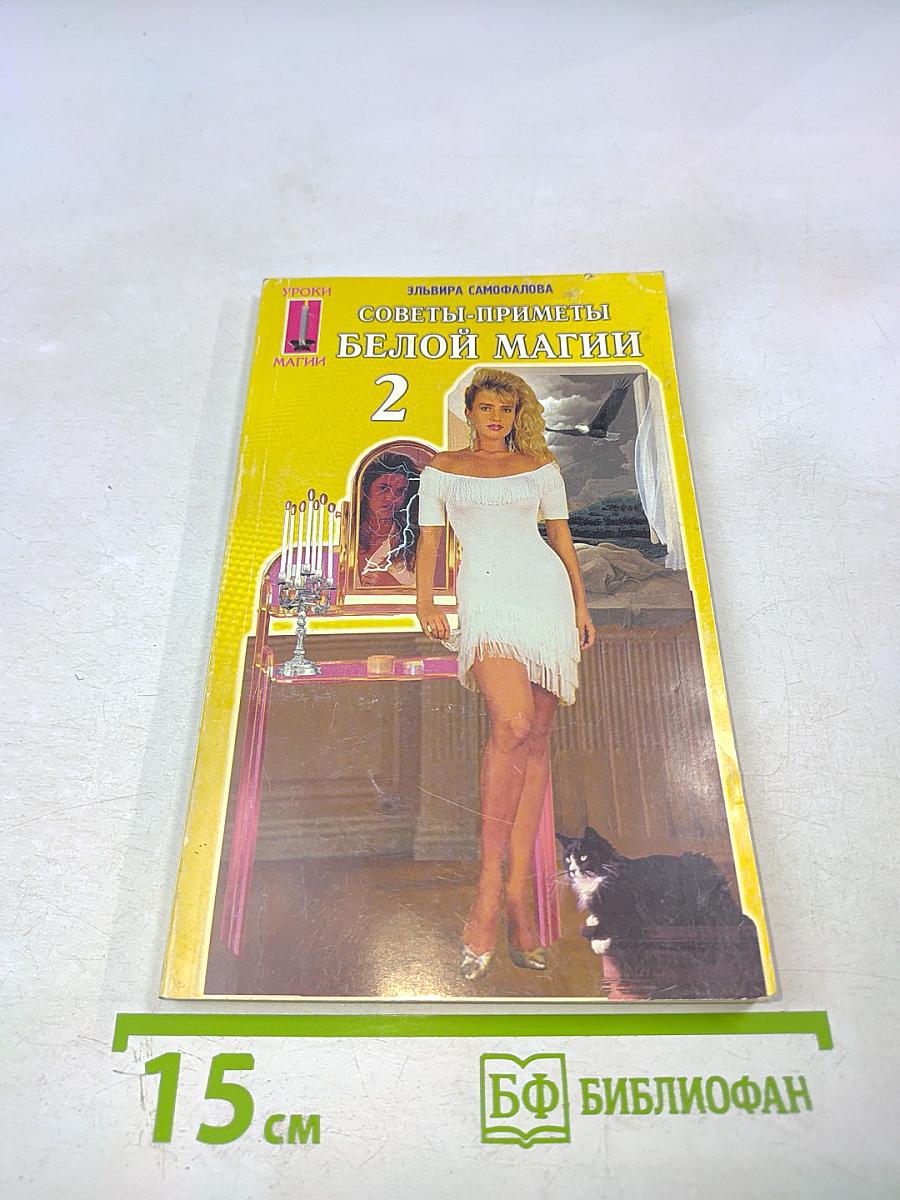 ЭЛЬВИРА САМОФАЛОВА
УРОКИ
МАГИИ
СОВЕТЫ-ПРИМЕТЫ
БЕЛОЙ МАГИИ
2
15 см
БФ БИБЛИОФАН